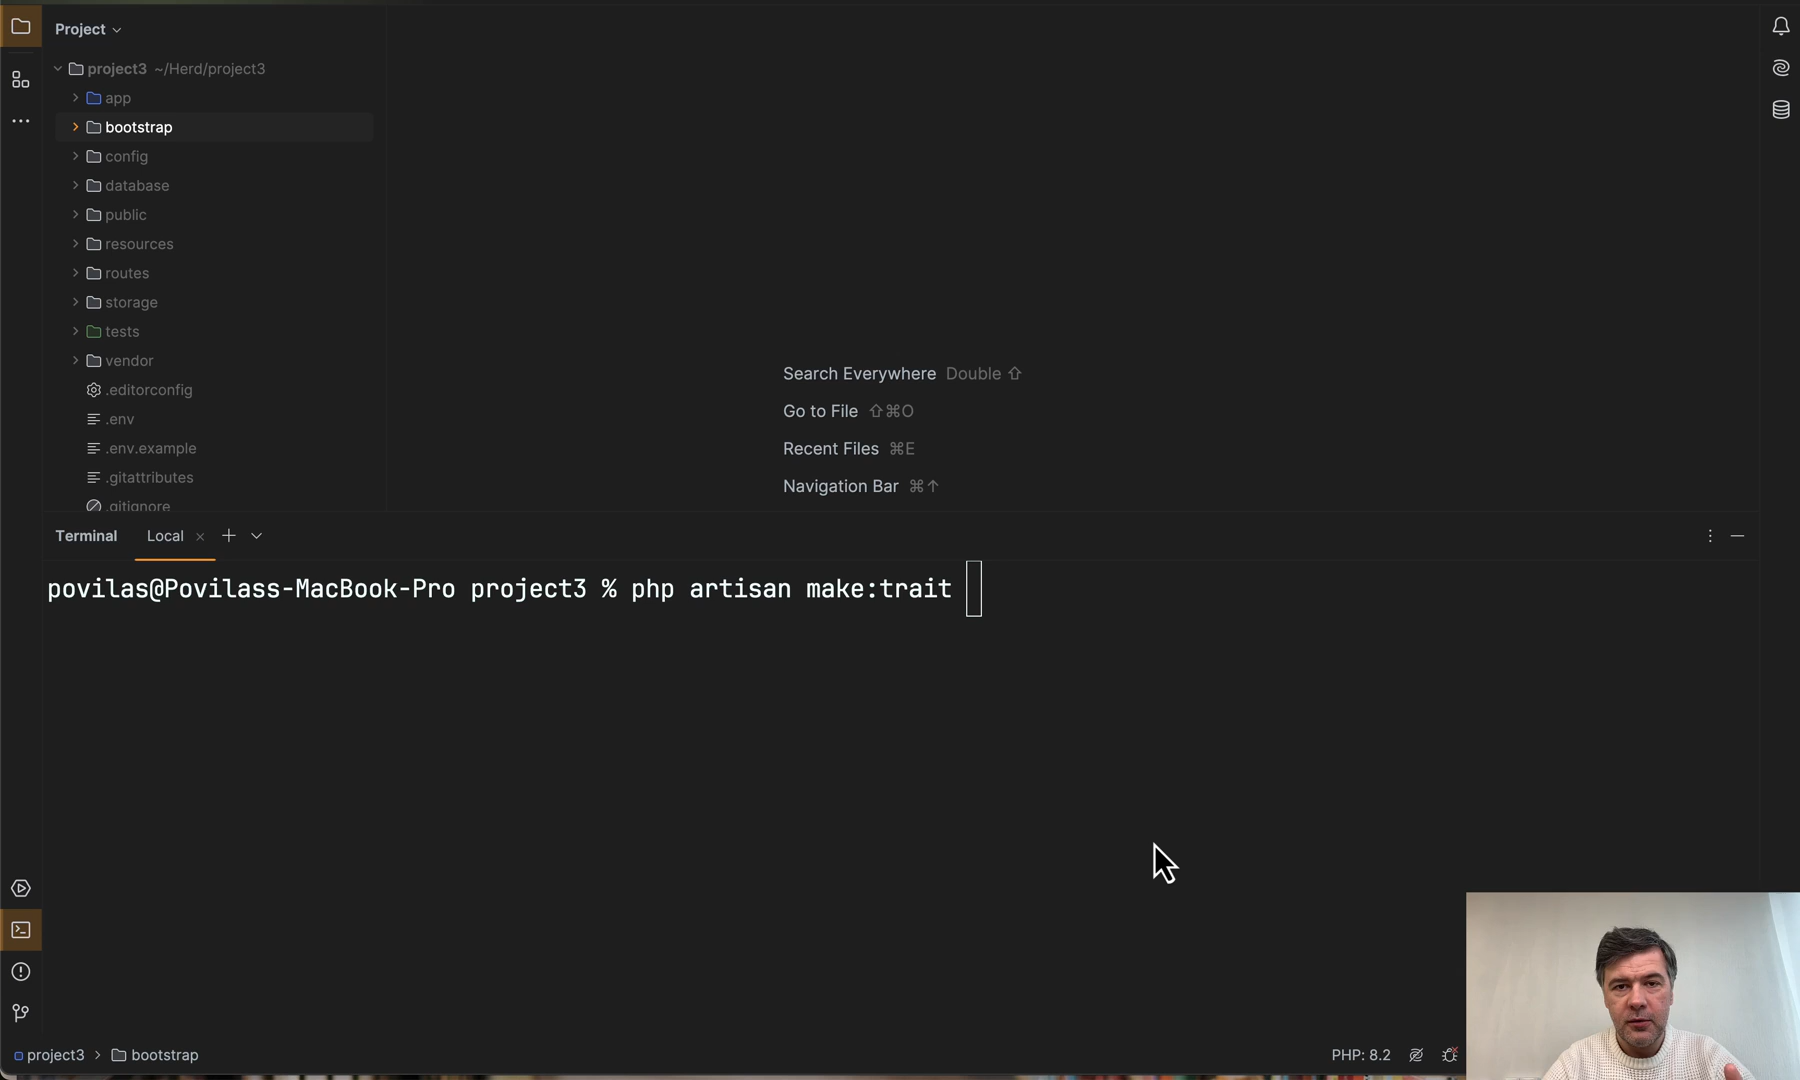 Project
project3 ~/Herd/project3
app
bootstrap
config
database
public
resources
routes
storage
tests
vendor
.editorconfig
.env
.env.example
.gitattributes
.gitignore
Search Everywhere Double ⇧
Go to File ⇧⌘O
Recent Files ⌘E
Navigation Bar ⌘↑
Terminal Local
povilas@Povilass-MacBook-Pro project3 % php artisan make:trait
project3 > bootstrap
PHP: 8.2